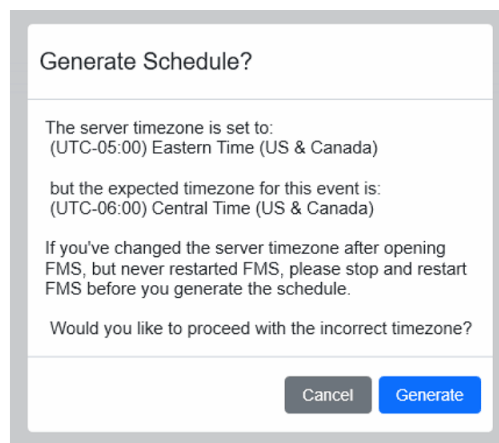 Generate Schedule?
The server timezone is set to:
(UTC-05:00) Eastern Time (US & Canada)
but the expected timezone for this event is:
(UTC-06:00) Central Time (US & Canada)
If you've changed the server timezone after opening
FMS, but never restarted FMS, please stop and restart
FMS before you generate the schedule.
Would you like to proceed with the incorrect timezone?
Cancel Generate